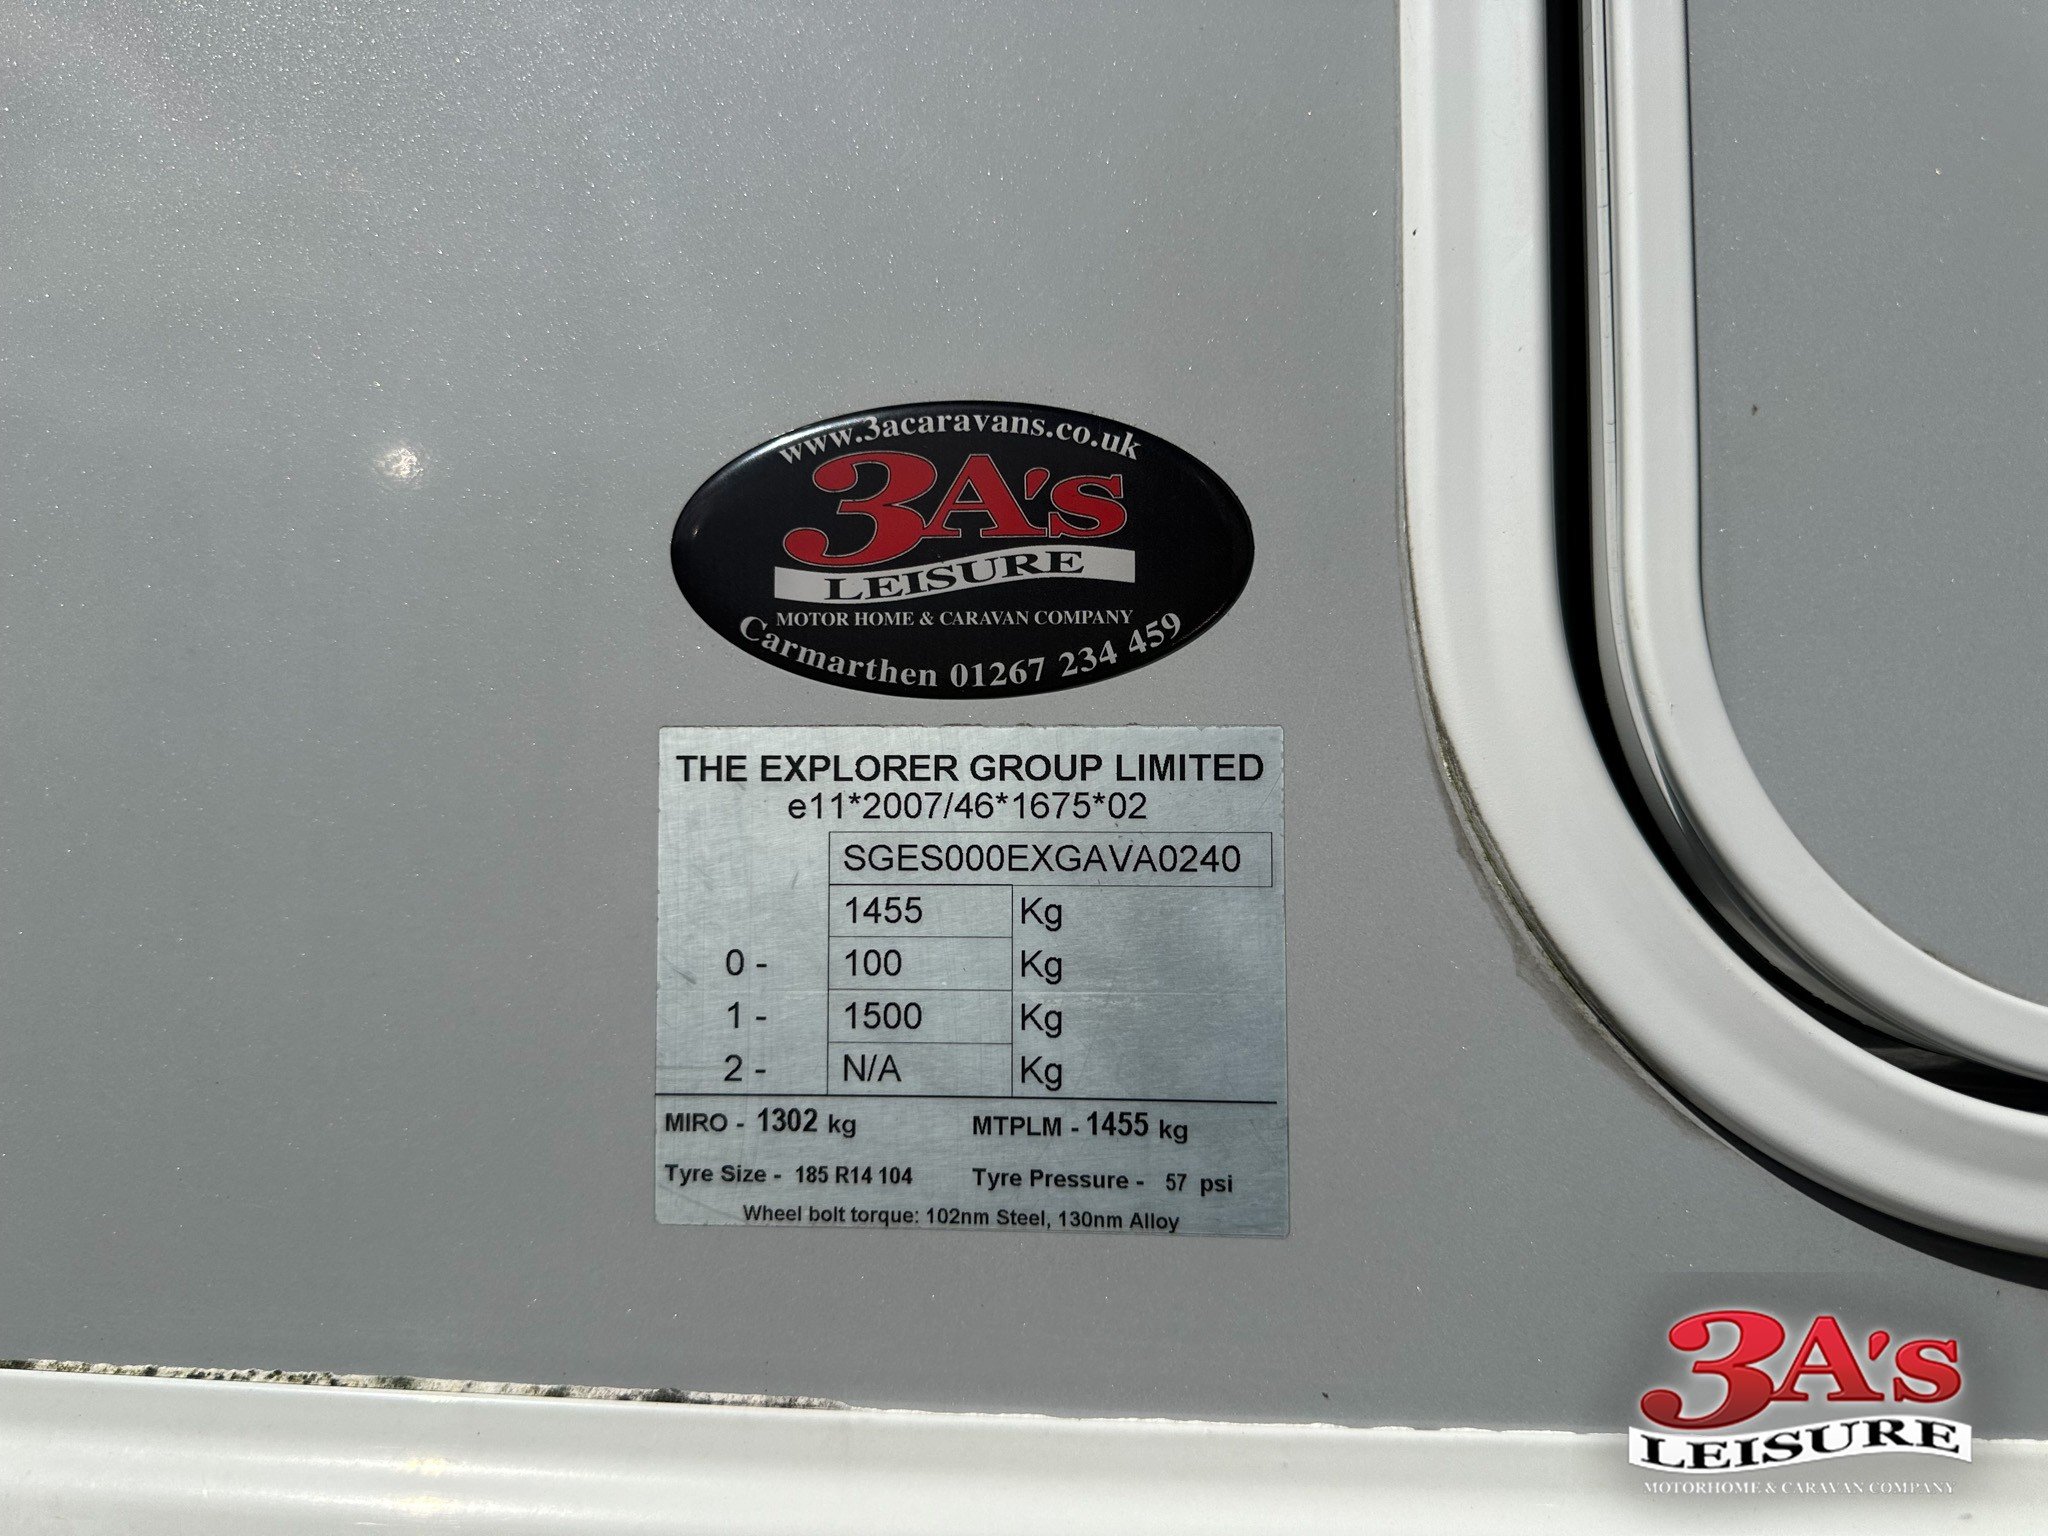 www.3acaravans.co.uk
3A's
LEISURE
MOTOR HOME & CARAVAN COMPANY
Carmarthen 01267 234 459
THE EXPLORER GROUP LIMITED
e11*2007/46*1675*02
SGES000EXGAVA0240
1455 Kg
0 - 100 Kg
1 - 1500 Kg
2 - N/A Kg
MIRO - 1302 kg MTPLM - 1455 kg
Tyre Size - 185 R14 104 Tyre Pressure - 57 psi
Wheel bolt torque: 102nm Steel, 130nm Alloy
3A's
LEISURE
MOTORHOME & CARAVAN COMPANY